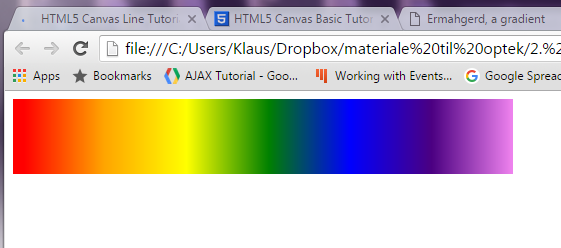 HTML5 Canvas Line Tutori
HTML5 Canvas Basic Tutor
Ermahgerd, a gradient
file:///C:/Users/Klaus/Dropbox/materiale%20til%20optek/2.%2
Apps
Bookmarks
AJAX Tutorial - Goo...
Working with Events...
Google Spread